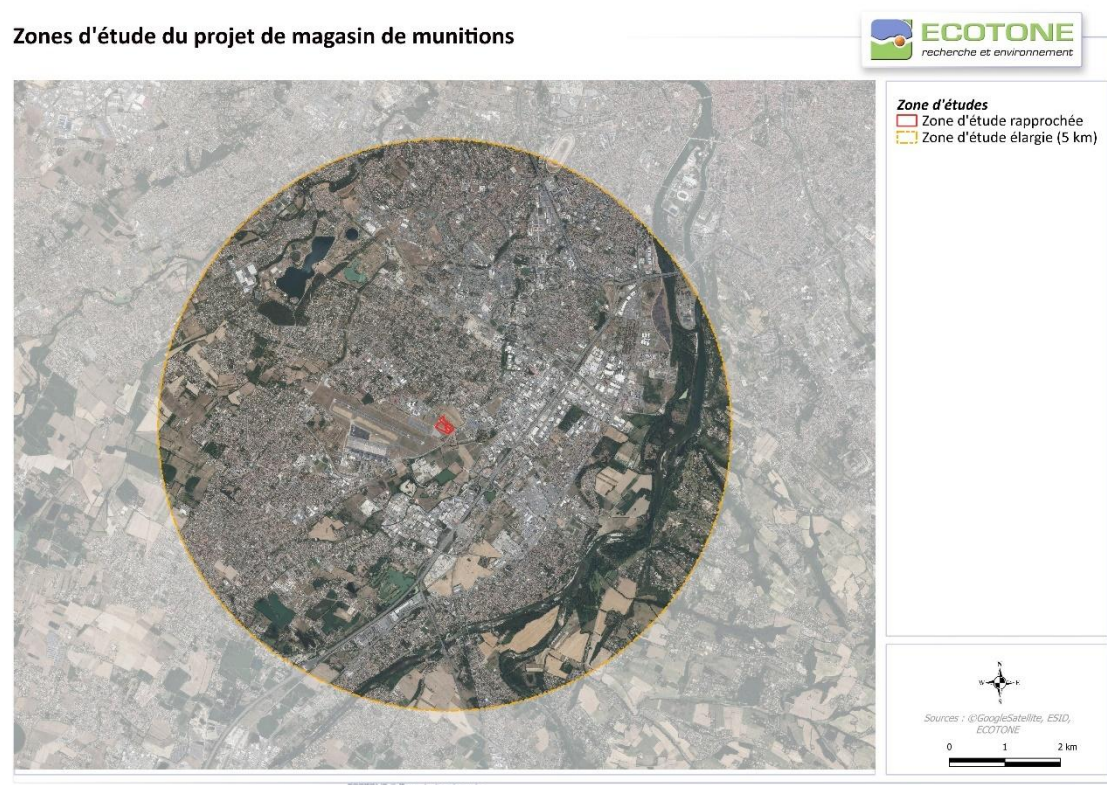 Zones d'étude du projet de magasin de munitions
ECOTONE
recherche et environnement
Zone d'études
Zone d'étude rapprochée
Zone d'étude élargie (5 km)
N
W E
S
Sources : ©GoogleSatellite, ESID,
ECOTONE
0 1 2 km